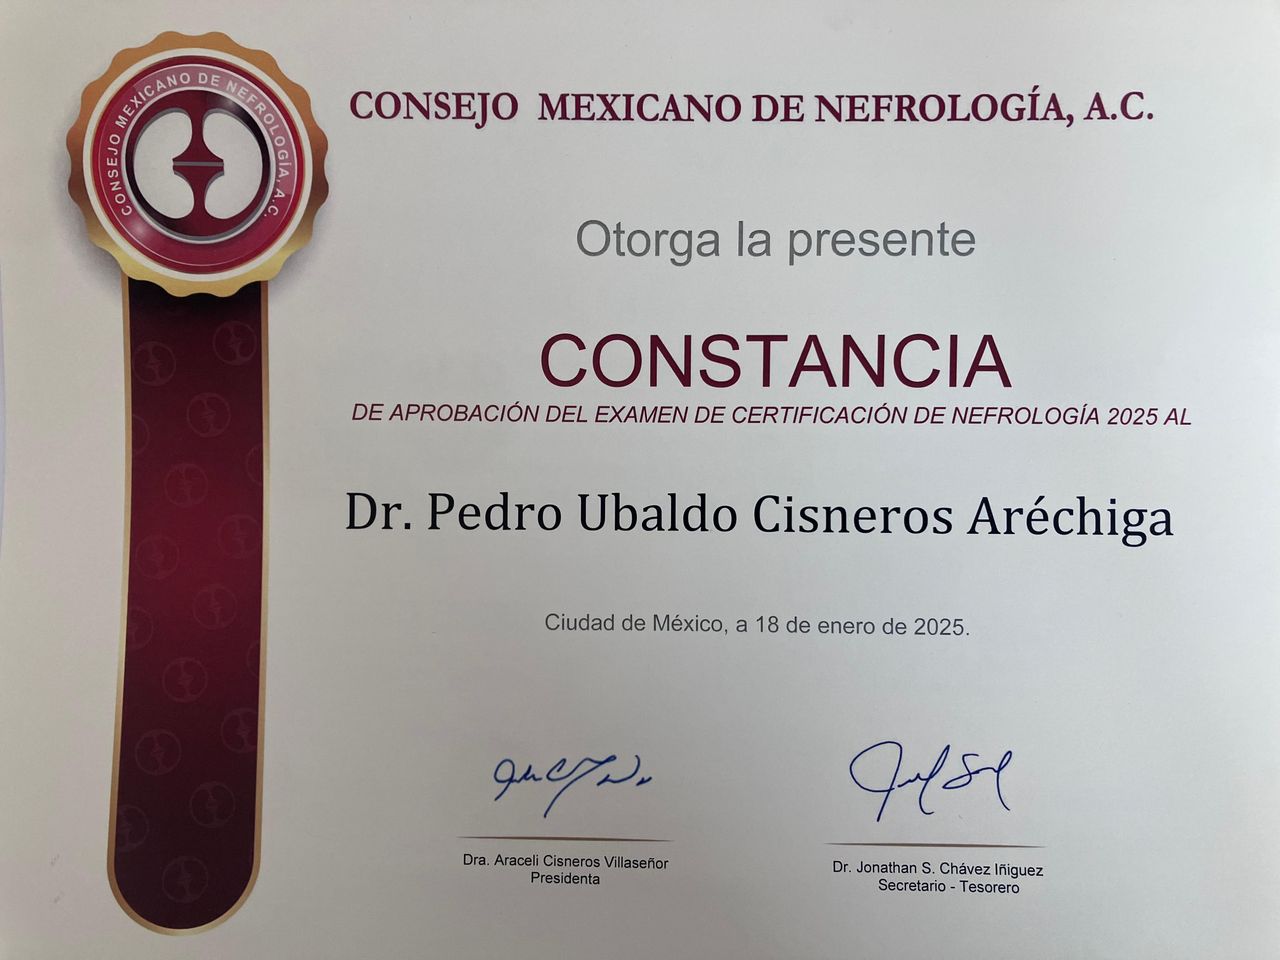 CONSEJO MEXICANO DE NEFROLOGÍA, A.C.
CONSEJO MEXICANO DE NEFROLOGÍA, A.C.
Otorga la presente
CONSTANCIA
DE APROBACIÓN DEL EXAMEN DE CERTIFICACIÓN DE NEFROLOGÍA 2025 AL
Dr. Pedro Ubaldo Cisneros Aréchiga
Ciudad de México, a 18 de enero de 2025.
Dra. Araceli Cisneros Villaseñor
Presidenta
Dr. Jonathan S. Chávez Iñiguez
Secretario - Tesorero